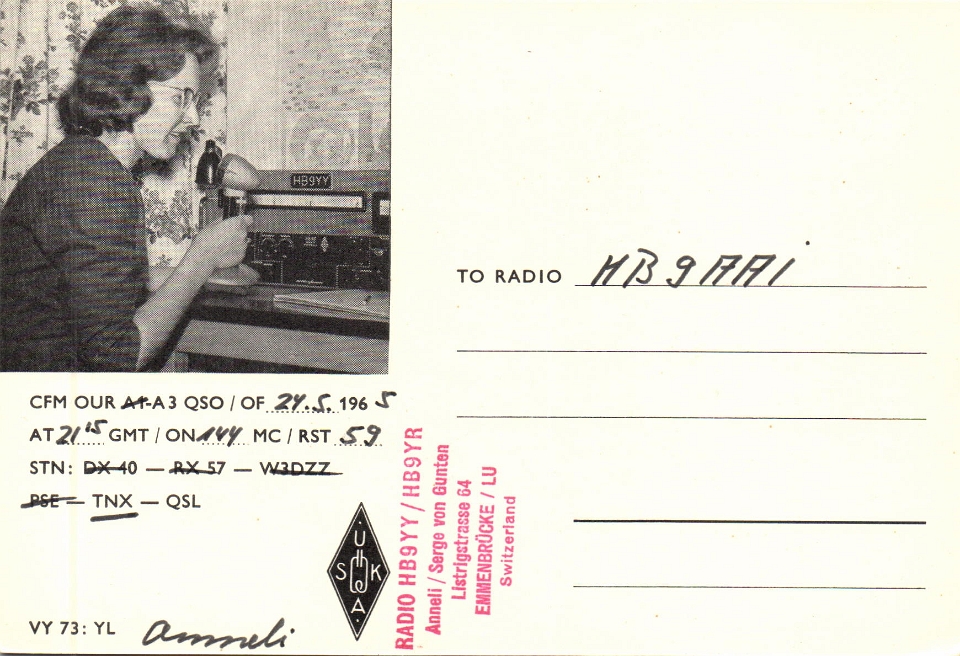 HB9YY
TO RADIO HB9AAI
CFM OUR A1-A3 QSO / OF 24.5. 1965
AT 21 15 GMT / ON 144 MC / RST 59
STN: DX 40 — RX 57 — W3DZZ
PSE — TNX — QSL
USKA
RADIO HB9YY/HB9YR
Anneli / Serge von Gunten
Listrigstrasse 64
EMMENBRÜCKE / LU
Switzerland
VY 73: YL Anneli